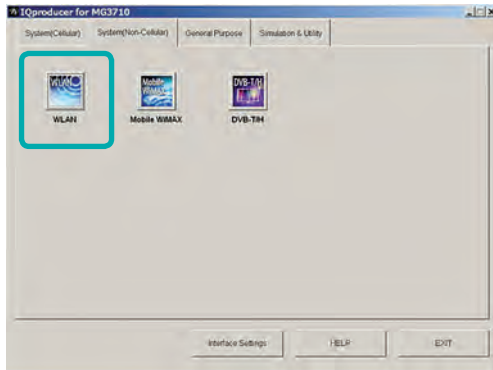 IQproducer for MG3710
System(Cellular) System(Non-Cellular) General Purpose Simulation & Utility
WLAN Mobile WiMAX DVB-T/H
WLAN Mobile WiMAX DVB-T/H
Interface Settings HELP EXIT